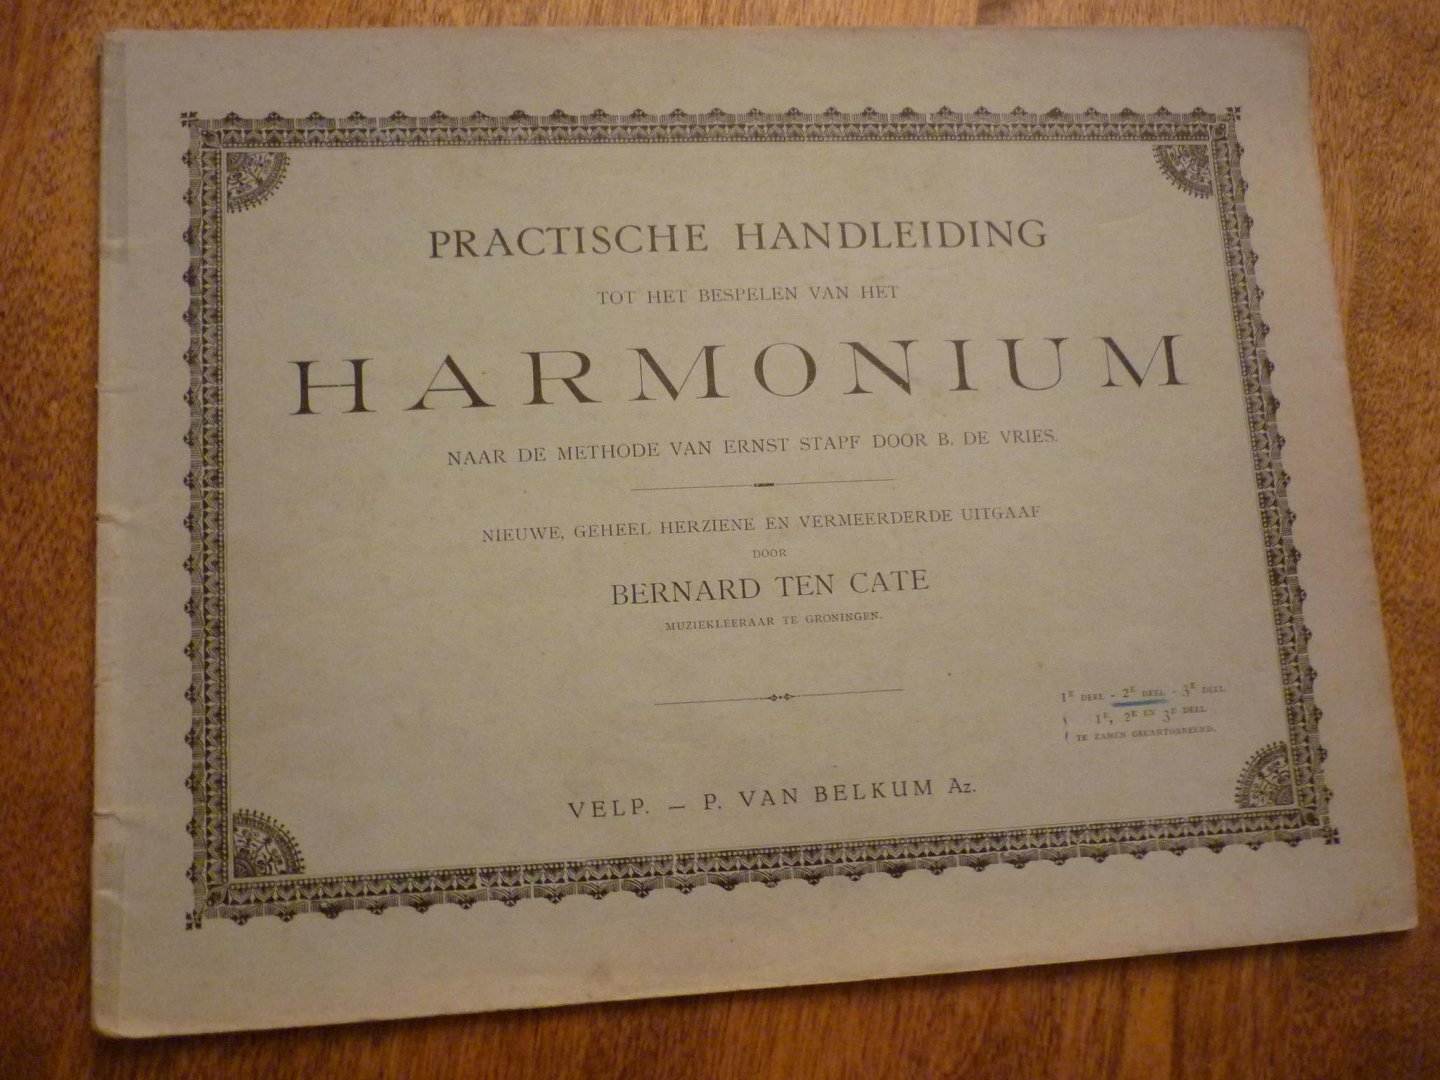 PRACTISCHE HANDLEIDING
TOT HET BESPELEN VAN HET
HARMONIUM
NAAR DE METHODE VAN ERNST STAPF DOOR B. DE VRIES.
NIEUWE, GEHEEL HERZIENE EN VERMEERDERDE UITGAAF
DOOR
BERNARD TEN CATE
MUZIEKLEERAAR TE GRONINGEN.
1E DEEL - 2E DEEL - 3E DEEL
1E, 2E EN 3E DEEL
TE ZAMEN GECARTONNEERD.
VELP. — P. VAN BELKUM Az.